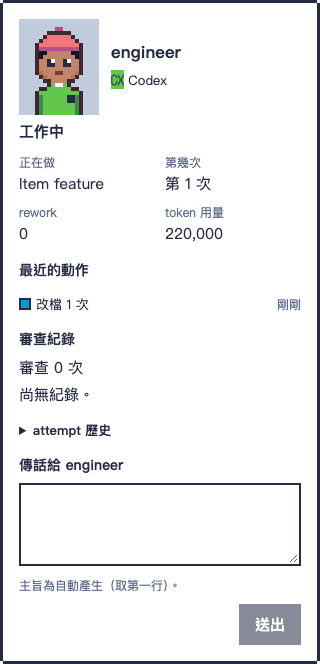 engineer
CX Codex
工作中
正在做 第幾次
Item feature 第 1 次
rework token 用量
0 220,000
最近的動作
改檔 1 次 剛剛
審查紀錄
審查 0 次
尚無紀錄。
▶ attempt 歷史
傳話給 engineer
主旨為自動產生（取第一行）。
送出